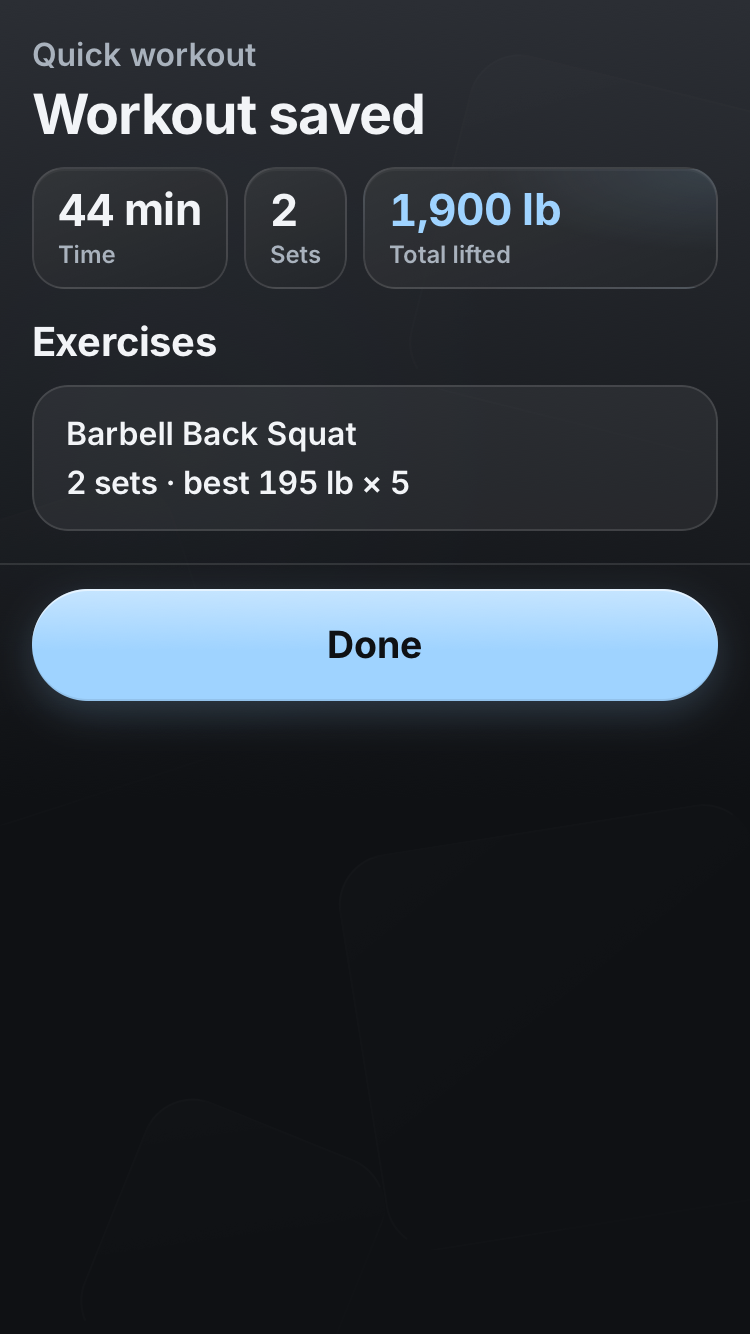 Quick workout
Workout saved
44 min
Time
2
Sets
1,900 lb
Total lifted
Exercises
Barbell Back Squat
2 sets · best 195 lb × 5
Done